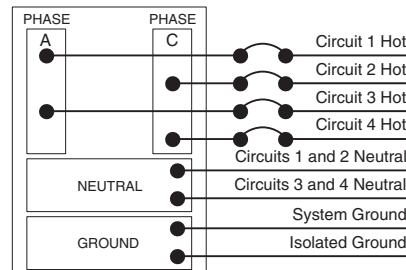 PHASE PHASE
A C
Circuit 1 Hot
Circuit 2 Hot
Circuit 3 Hot
Circuit 4 Hot
Circuits 1 and 2 Neutral
NEUTRAL
Circuits 3 and 4 Neutral
System Ground
GROUND
Isolated Ground